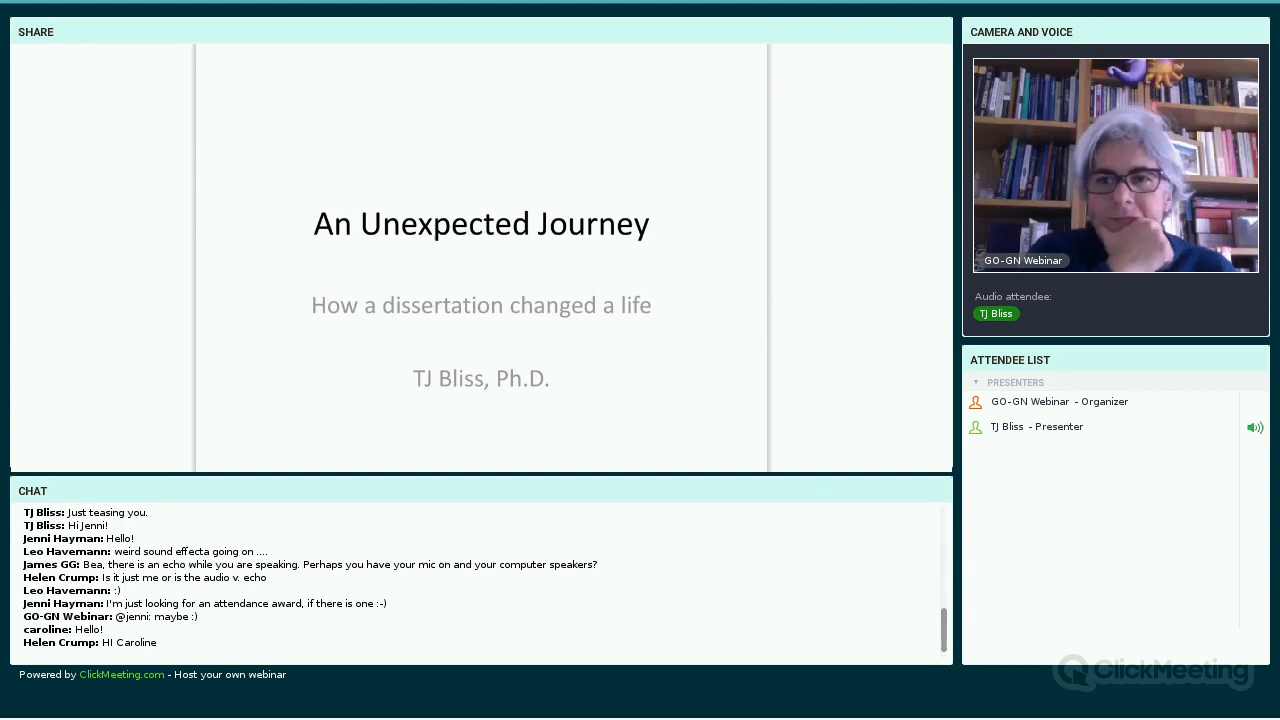 SHARE
An Unexpected Journey
How a dissertation changed a life
TJ Bliss, Ph.D.
CAMERA AND VOICE
GO-GN Webinar
Audio attendee:
TJ Bliss
ATTENDEE LIST
PRESENTERS
GO-GN Webinar - Organizer
TJ Bliss - Presenter
CHAT
TJ Bliss: Just teasing you.
TJ Bliss: Hi Jenni!
Jenni Hayman: Hello!
Leo Havemann: weird sound effecta going on ....
James GG: Bea, there is an echo while you are speaking. Perhaps you have your mic on and your computer speakers?
Helen Crump: Is it just me or is the audio v. echo
Leo Havemann: :)
Jenni Hayman: I'm just looking for an attendance award, if there is one :-)
GO-GN Webinar: @jenni: maybe :)
caroline: Hello!
Helen Crump: HI Caroline
Powered by ClickMeeting.com - Host your own webinar
ClickMeeting